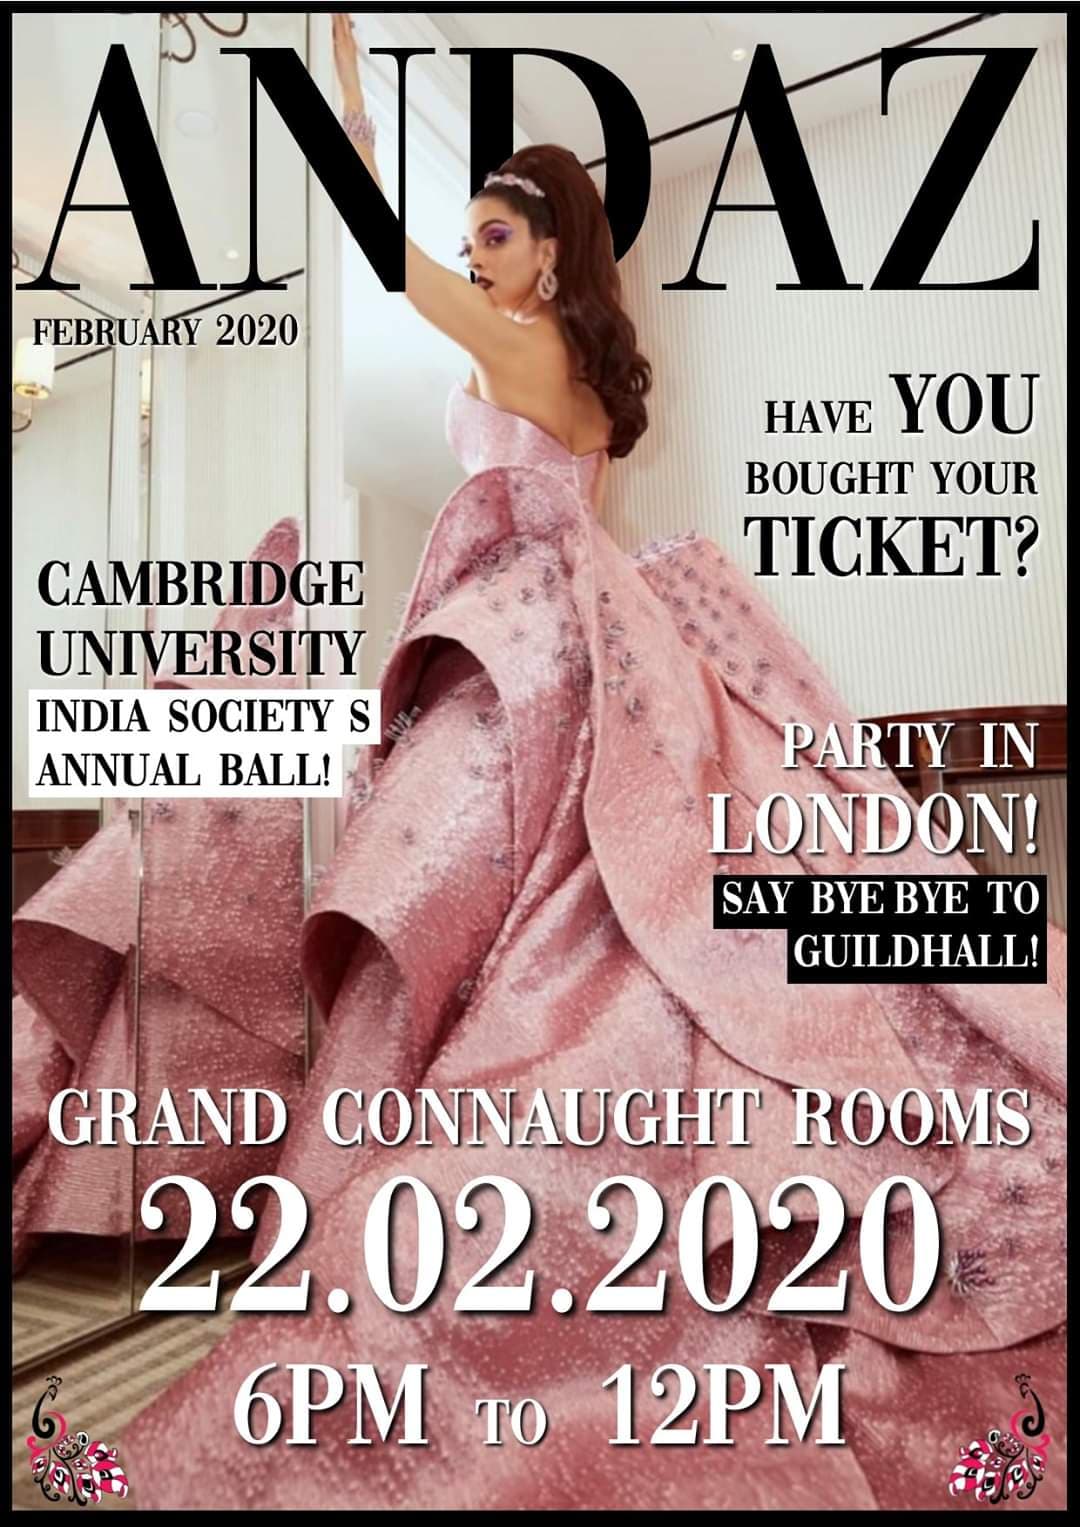 ANDAZ
FEBRUARY 2020
HAVE YOU
BOUGHT YOUR
TICKET?
CAMBRIDGE
UNIVERSITY
INDIA SOCIETY S
ANNUAL BALL!
PARTY IN
LONDON!
SAY BYE BYE TO
GUILDHALL!
GRAND CONNAUGHT ROOMS
22.02.2020
6PM TO 12PM